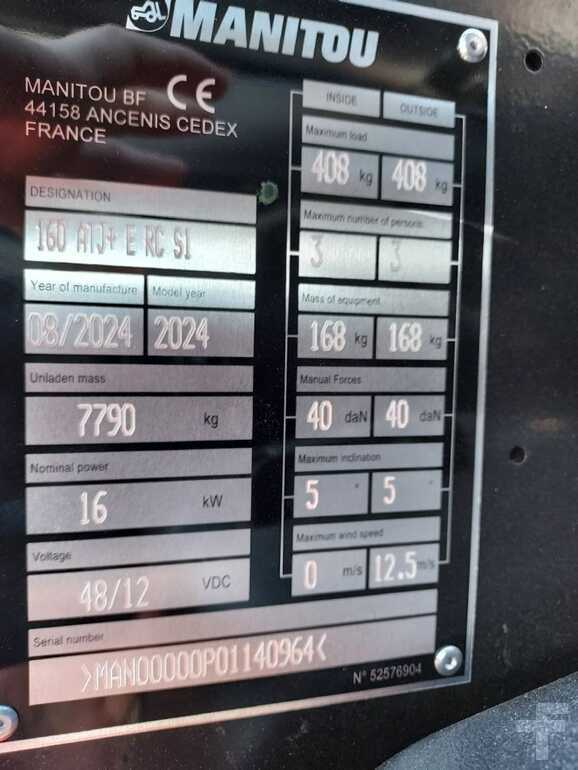 MANITOU
MANITOU BF CE
44158 ANCENIS CEDEX
FRANCE
DESIGNATION
160 ATJ+ E RC S1
Year of manufacture Model year
08/2024 2024
Unladen mass
7790 kg
Nominal power
16 kW
Voltage
48/12 VDC
Serial number
>MAN00000P01140964<
N° 52576904
INSIDE OUTSIDE
Maximum load
408 kg 408 kg
Maximum number of persons
3 3
Mass of equipment
168 kg 168 kg
Manual Forces
40 daN 40 daN
Maximum inclination
5 ° 5 °
Maximum wind speed
0 m/s 12.5 m/s